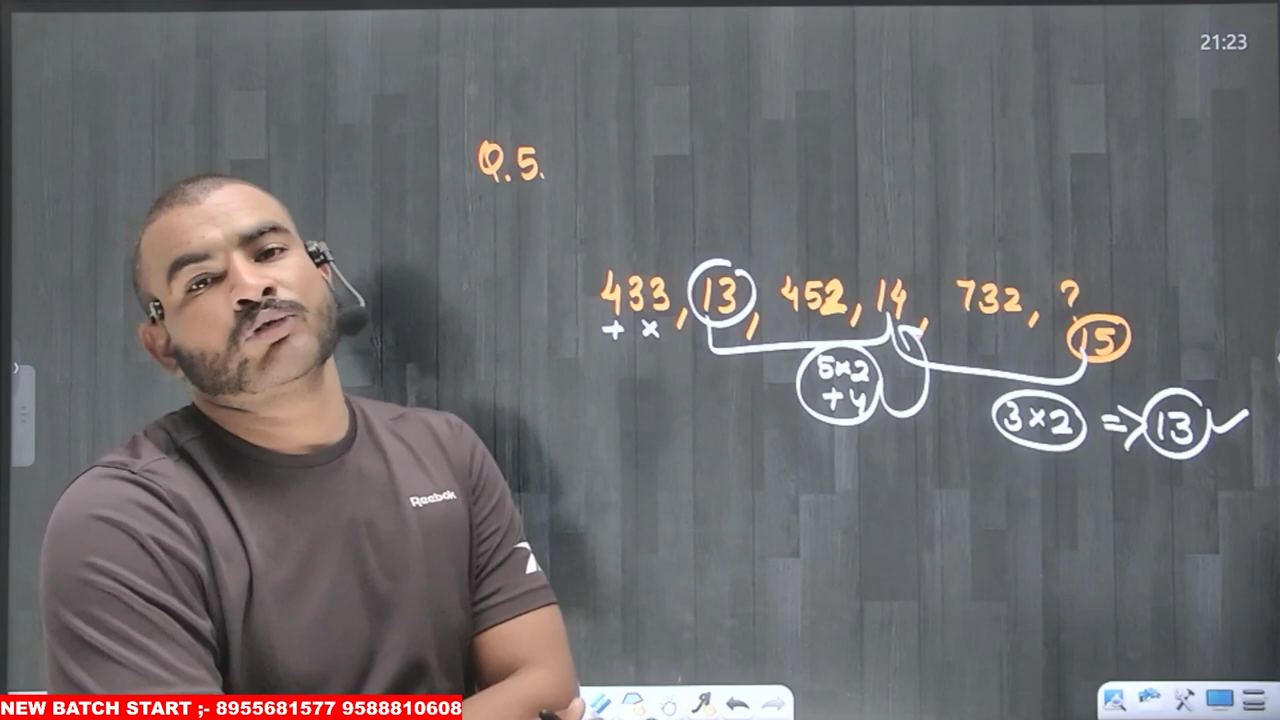 21:23
Q.5.
433, 13, 452, 14, 732, ?
+ × 15
5×2
+4
3×2 => 13 ✓
Reebok
NEW BATCH START ;- 8955681577 9588810608